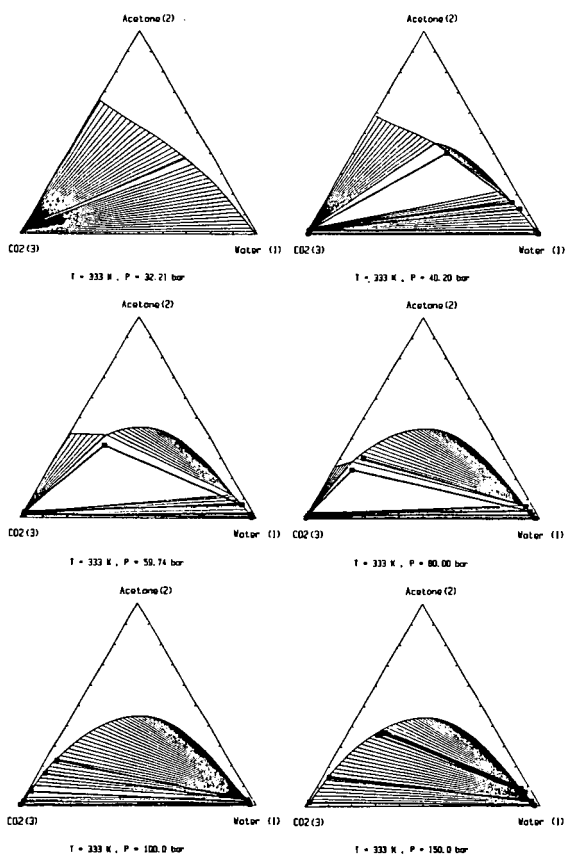 Acetone(2)
Acetone(2)
CO2(3)
Water (1)
CO2(3)
Water (1)
T = 333 K , P = 32.21 bar
T = 333 K , P = 40.20 bar
Acetone(2)
Acetone(2)
CO2(3)
Water (1)
CO2(3)
Water (1)
T = 333 K , P = 59.74 bar
T = 333 K , P = 80.00 bar
Acetone(2)
Acetone(2)
CO2(3)
Water (1)
CO2(3)
Water (1)
T = 333 K , P = 100.0 bar
T = 333 K , P = 150.0 bar